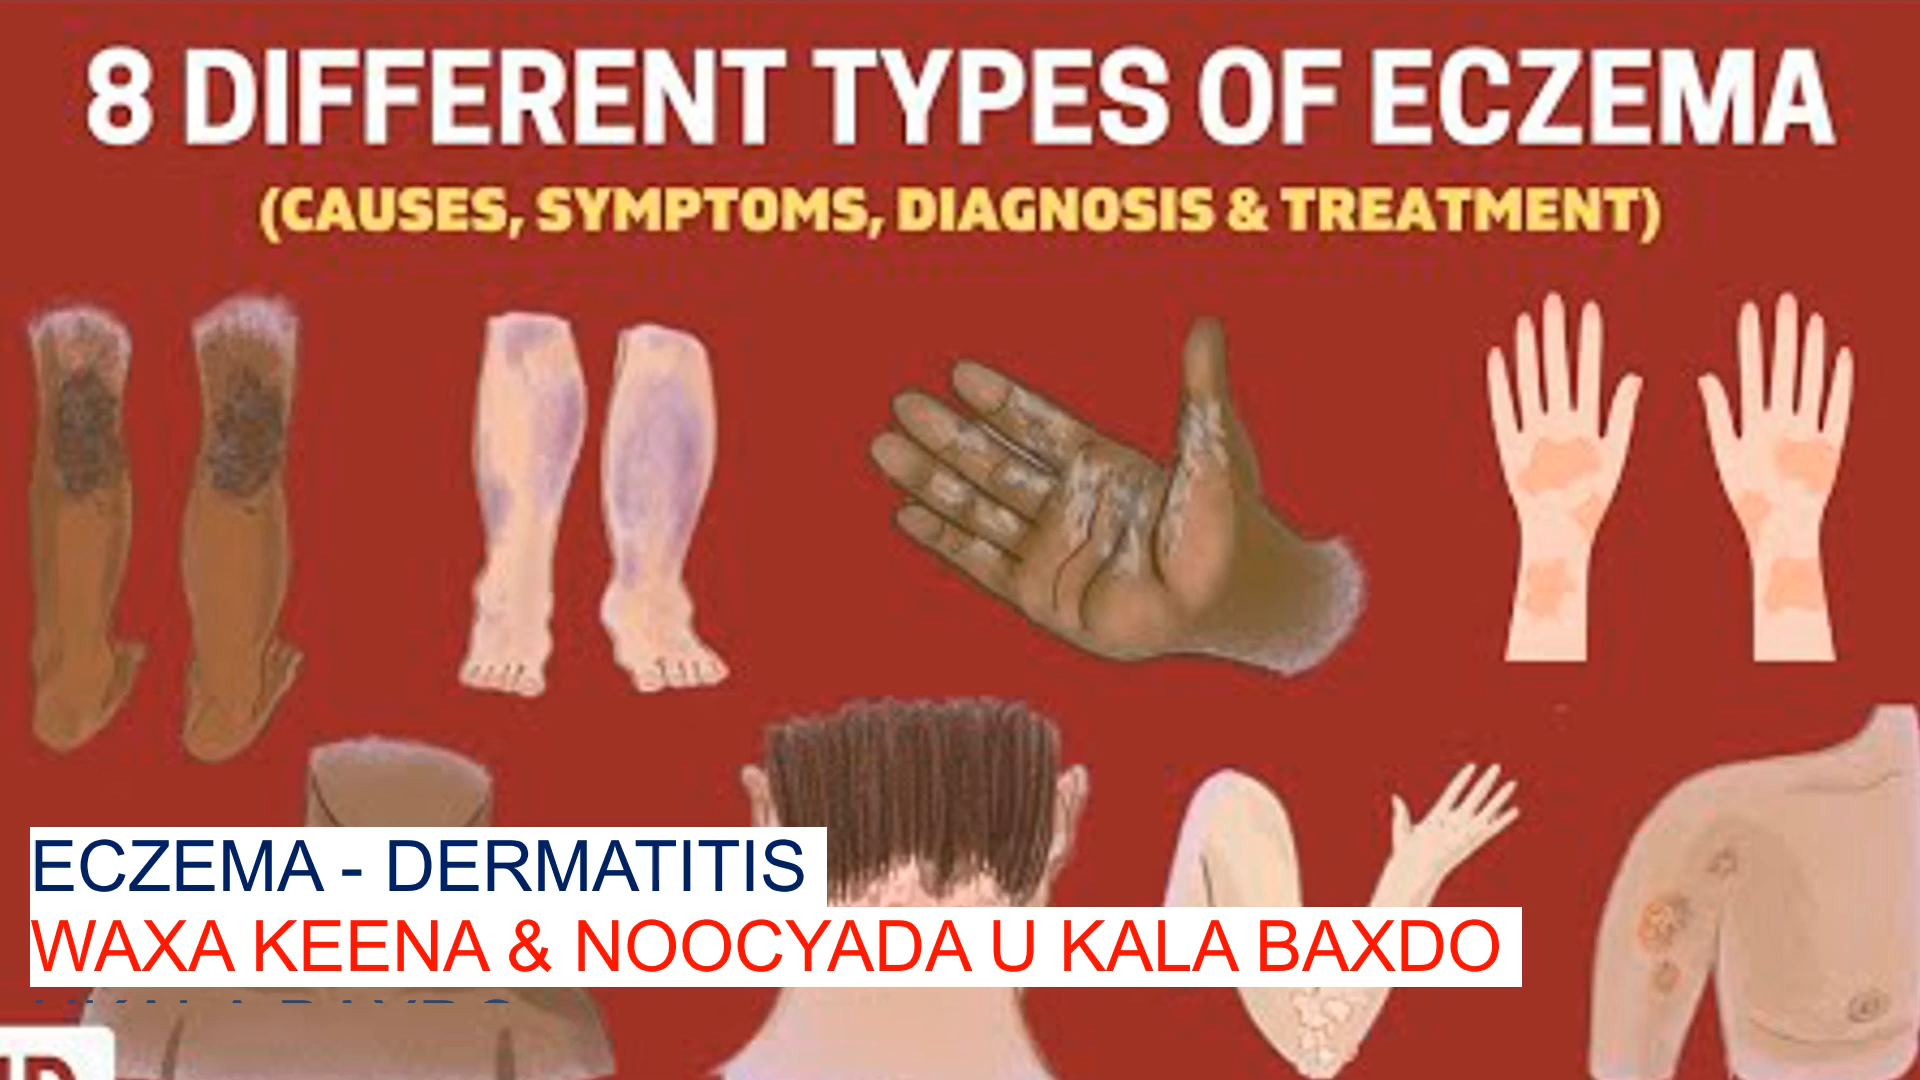 8 DIFFERENT TYPES OF ECZEMA
(CAUSES, SYMPTOMS, DIAGNOSIS & TREATMENT)
ECZEMA - DERMATITIS
WAXA KEENA & NOOCYADA U KALA BAXDO